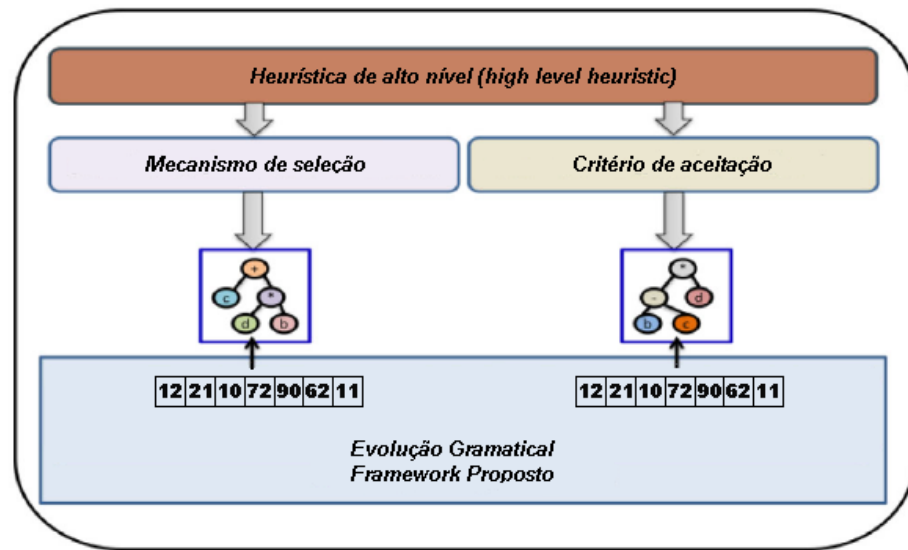 Heurística de alto nível (high level heuristic)
Mecanismo de seleção
Critério de aceitação
+
c
*
d
b
*
-
d
b
c
12 21 10 72 90 62 11
12 21 10 72 90 62 11
Evolução Gramatical
Framework Proposto